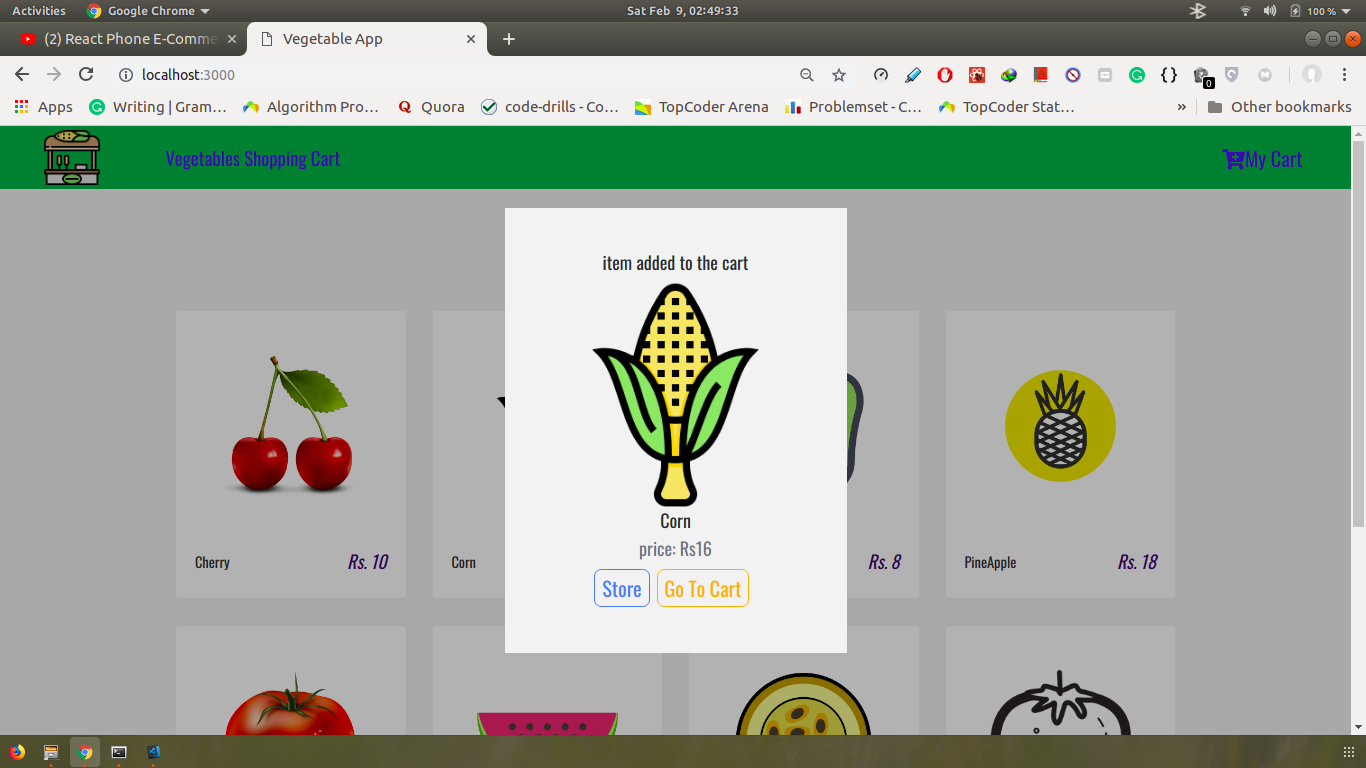 Activities Google Chrome Sat Feb 9, 02:49:33 100 %
(2) React Phone E-Comme Vegetable App
localhost:3000 0
Apps Writing | Gram… Algorithm Pro… Quora code-drills - Co… TopCoder Arena Problemset - C… TopCoder Stat… » Other bookmarks
Vegetables Shopping Cart My Cart
item added to the cart
Corn
price: Rs16
Store Go To Cart
Cherry Rs. 10 Corn Rs. 8 PineApple Rs. 18